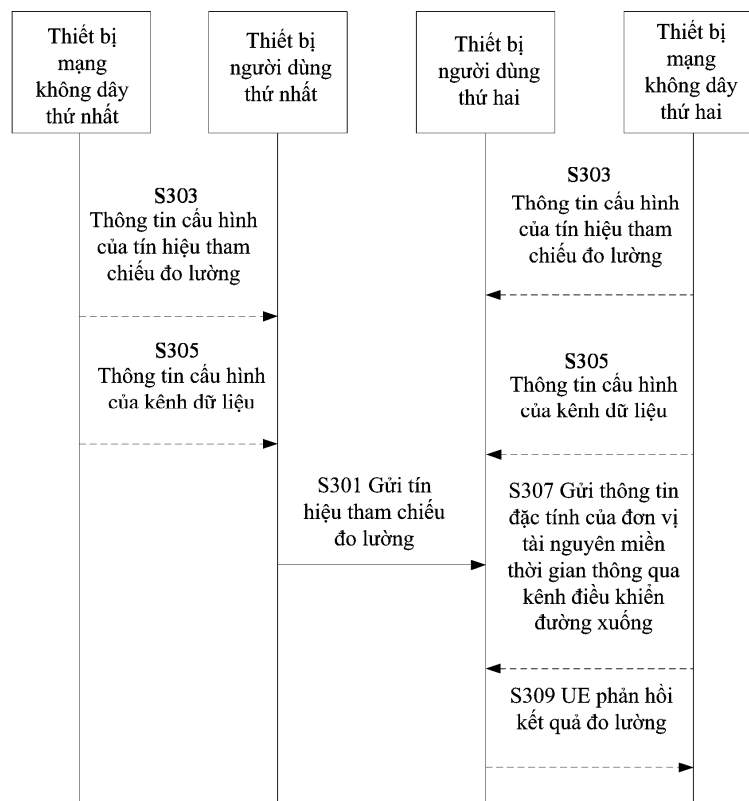 Thiết bị
mạng
không dây
thứ nhất
Thiết bị
người dùng
thứ nhất
Thiết bị
người dùng
thứ hai
Thiết bị
mạng
không dây
thứ hai
S303
Thông tin cấu hình
của tín hiệu tham
chiếu đo lường
S303
Thông tin cấu hình
của tín hiệu tham
chiếu đo lường
S305
Thông tin cấu hình
của kênh dữ liệu
S305
Thông tin cấu hình
của kênh dữ liệu
S301 Gửi tín
hiệu tham chiếu
đo lường
S307 Gửi thông tin
đặc tính của đơn vị
tài nguyên miền
thời gian thông qua
kênh điều khiển
đường xuống
S309 UE phản hồi
kết quả đo lường